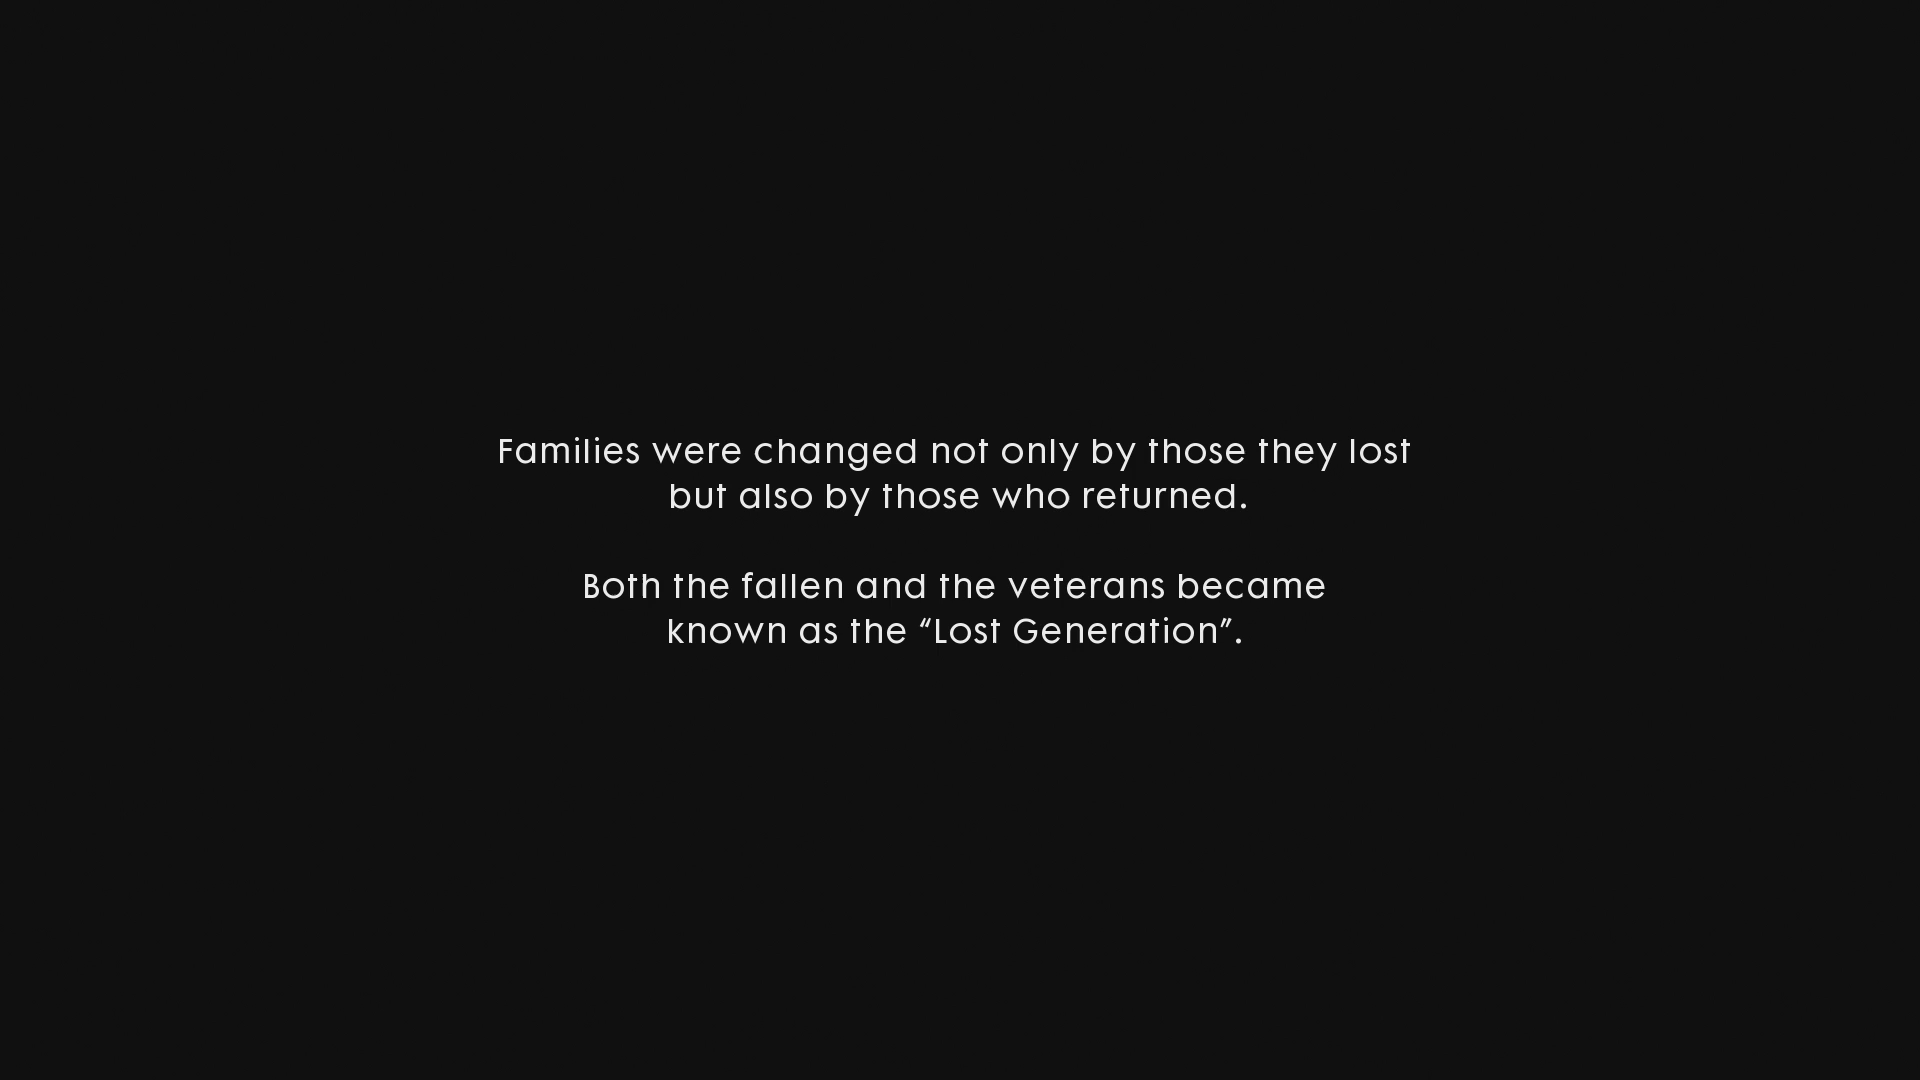 Families were changed not only by those they lost
but also by those who returned.
Both the fallen and the veterans became
known as the “Lost Generation”.